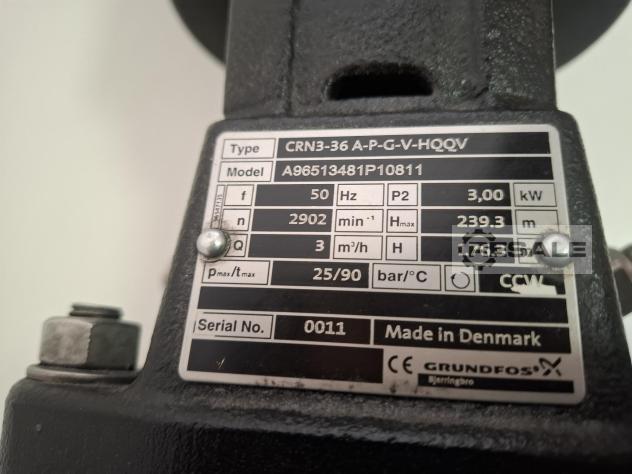 Type CRN3-36 A-P-G-V-HQQV
Model A96513481P10811
f 50 Hz P2 3,00 kW
n 2902 min⁻¹ Hmax 239.3 m
Q 3 m³/h H
pmax/tmax 25/90 bar/°C CCW
Serial No. 0011 Made in Denmark
CE GRUNDFOS
Bjerringbro